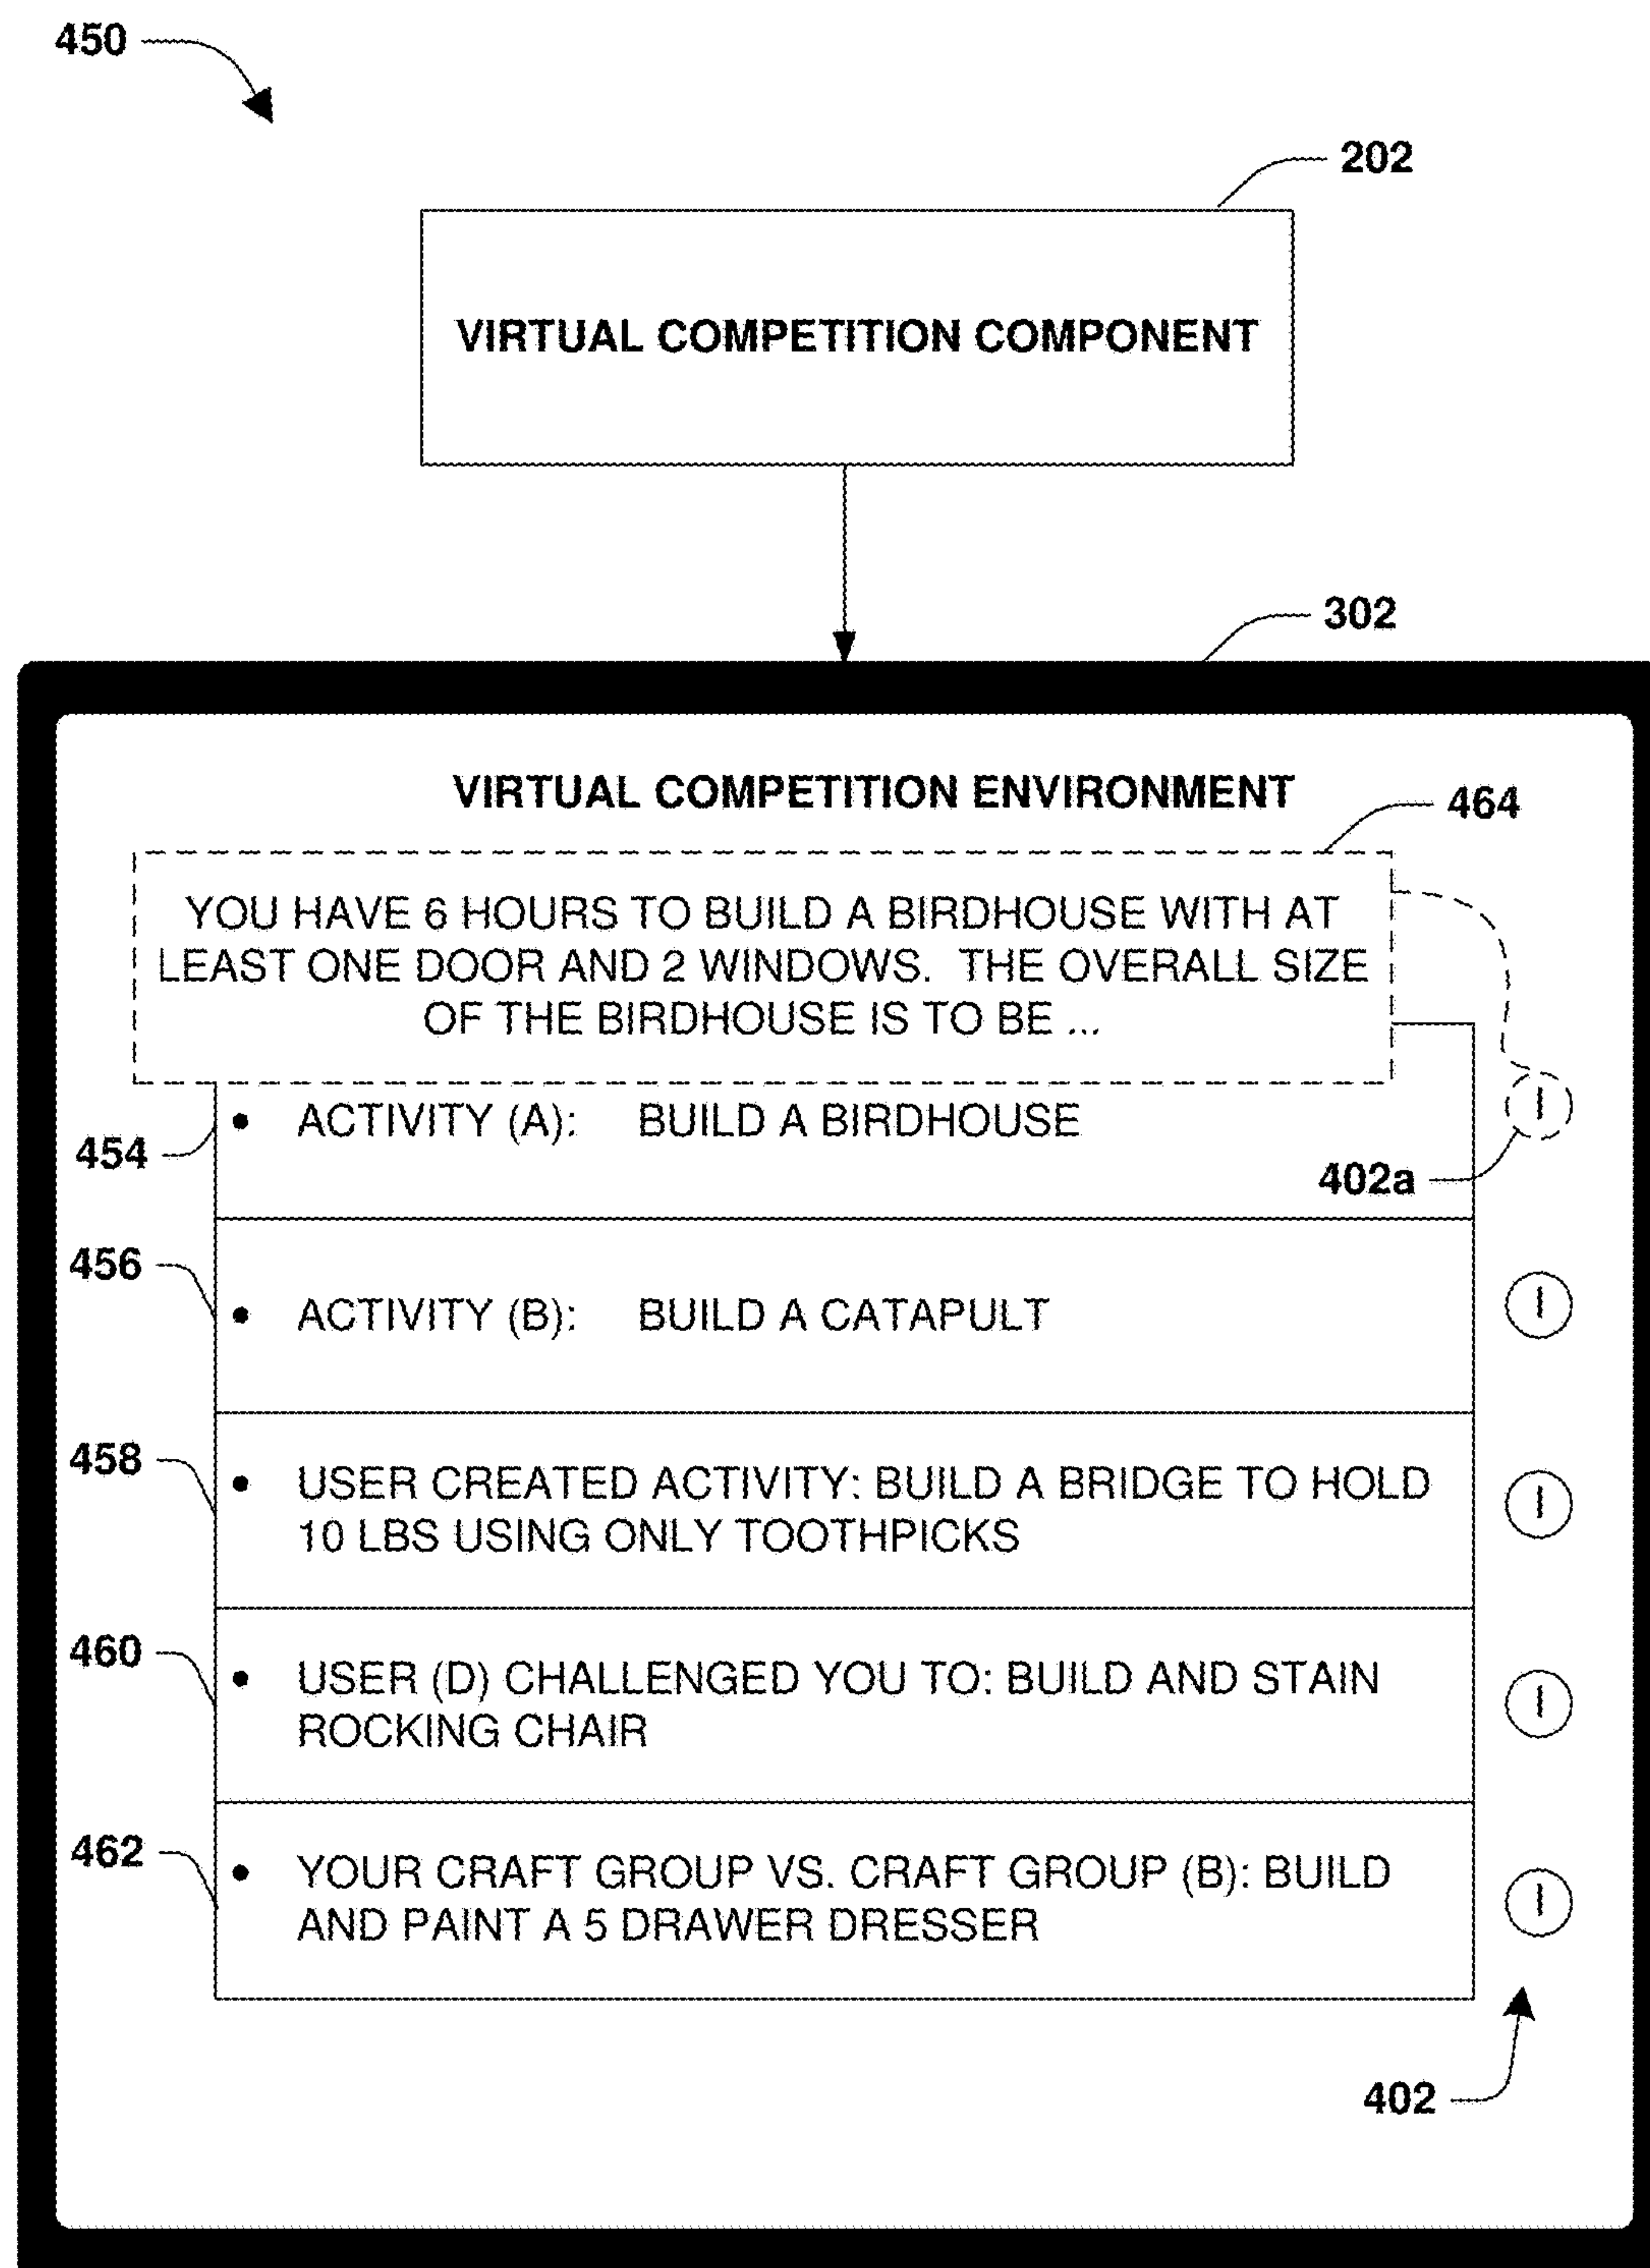 450
202
VIRTUAL COMPETITION COMPONENT
302
VIRTUAL COMPETITION ENVIRONMENT
464
YOU HAVE 6 HOURS TO BUILD A BIRDHOUSE WITH AT
LEAST ONE DOOR AND 2 WINDOWS. THE OVERALL SIZE
OF THE BIRDHOUSE IS TO BE ...
454
• ACTIVITY (A): BUILD A BIRDHOUSE
I
402a
456
• ACTIVITY (B): BUILD A CATAPULT
I
458
• USER CREATED ACTIVITY: BUILD A BRIDGE TO HOLD
10 LBS USING ONLY TOOTHPICKS
I
460
• USER (D) CHALLENGED YOU TO: BUILD AND STAIN
ROCKING CHAIR
I
462
• YOUR CRAFT GROUP VS. CRAFT GROUP (B): BUILD
AND PAINT A 5 DRAWER DRESSER
I
402